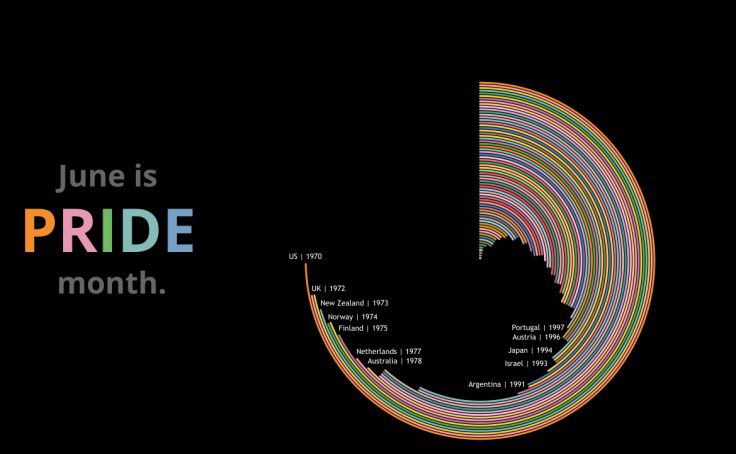 June is
PRIDE
month.
US | 1970
UK | 1972
New Zealand | 1973
Norway | 1974
Finland | 1975
Netherlands | 1977
Australia | 1978
Portugal | 1997
Austria | 1996
Japan | 1994
Israel | 1993
Argentina | 1991